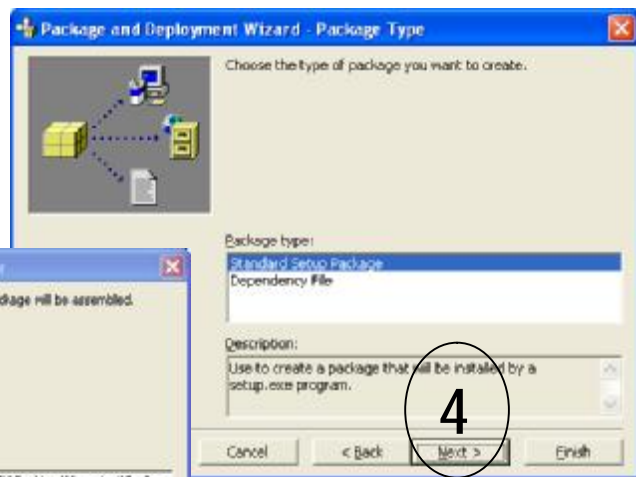 Package and Deployment Wizard - Package Type
Choose the type of package you want to create.
Package type:
Standard Setup Package
Dependency File
Description:
Use to create a package that will be installed by a
setup.exe program.
4
Cancel
< Back
Next >
Finish
will be assembled.